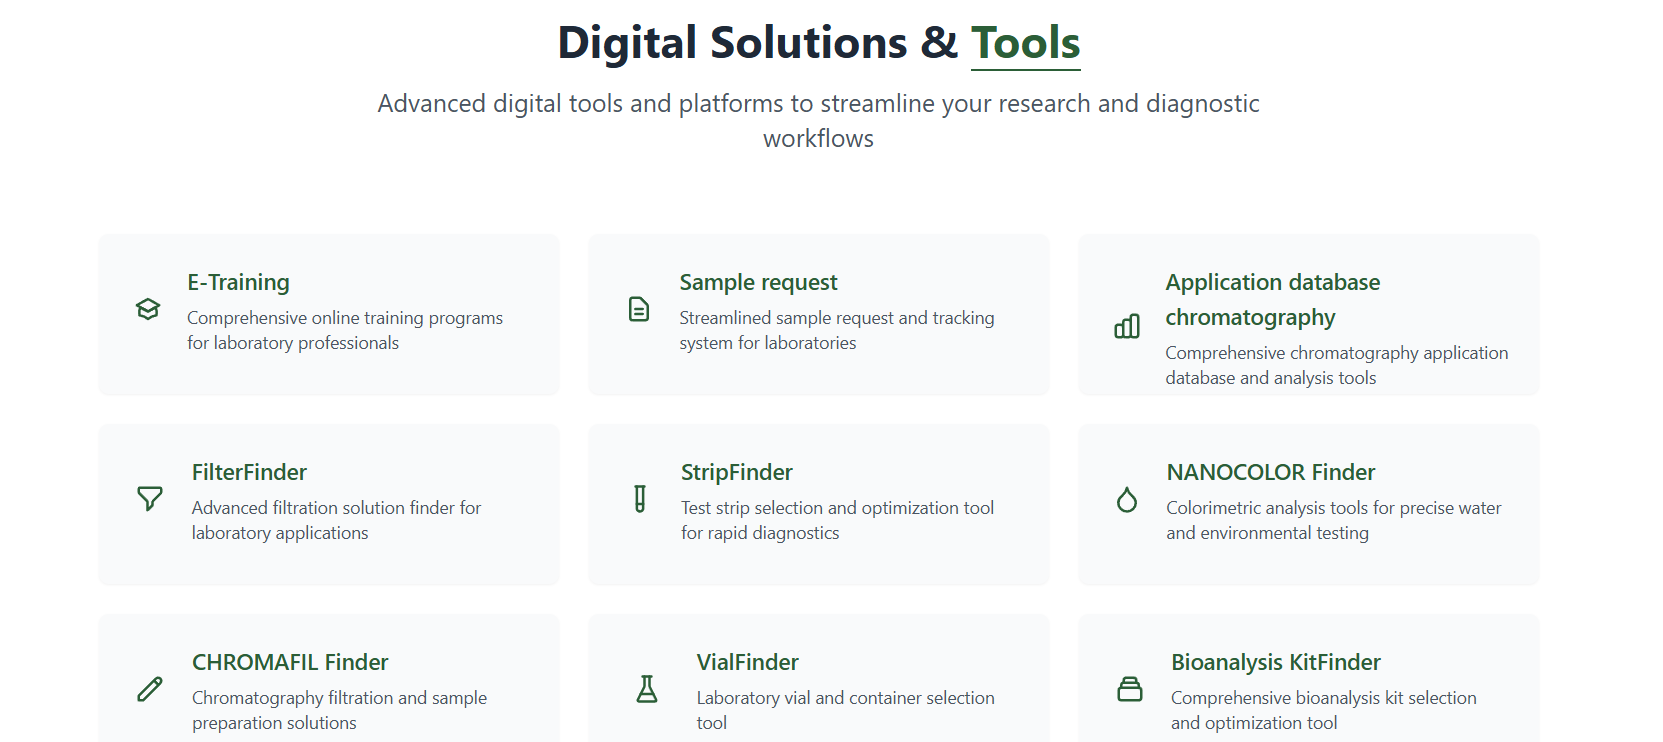 Digital Solutions & Tools
Advanced digital tools and platforms to streamline your research and diagnostic
workflows
E-Training
Comprehensive online training programs
for laboratory professionals
Sample request
Streamlined sample request and tracking
system for laboratories
Application database
chromatography
Comprehensive chromatography application
database and analysis tools
FilterFinder
Advanced filtration solution finder for
laboratory applications
StripFinder
Test strip selection and optimization tool
for rapid diagnostics
NANOCOLOR Finder
Colorimetric analysis tools for precise water
and environmental testing
CHROMAFIL Finder
Chromatography filtration and sample
preparation solutions
VialFinder
Laboratory vial and container selection
tool
Bioanalysis KitFinder
Comprehensive bioanalysis kit selection
and optimization tool